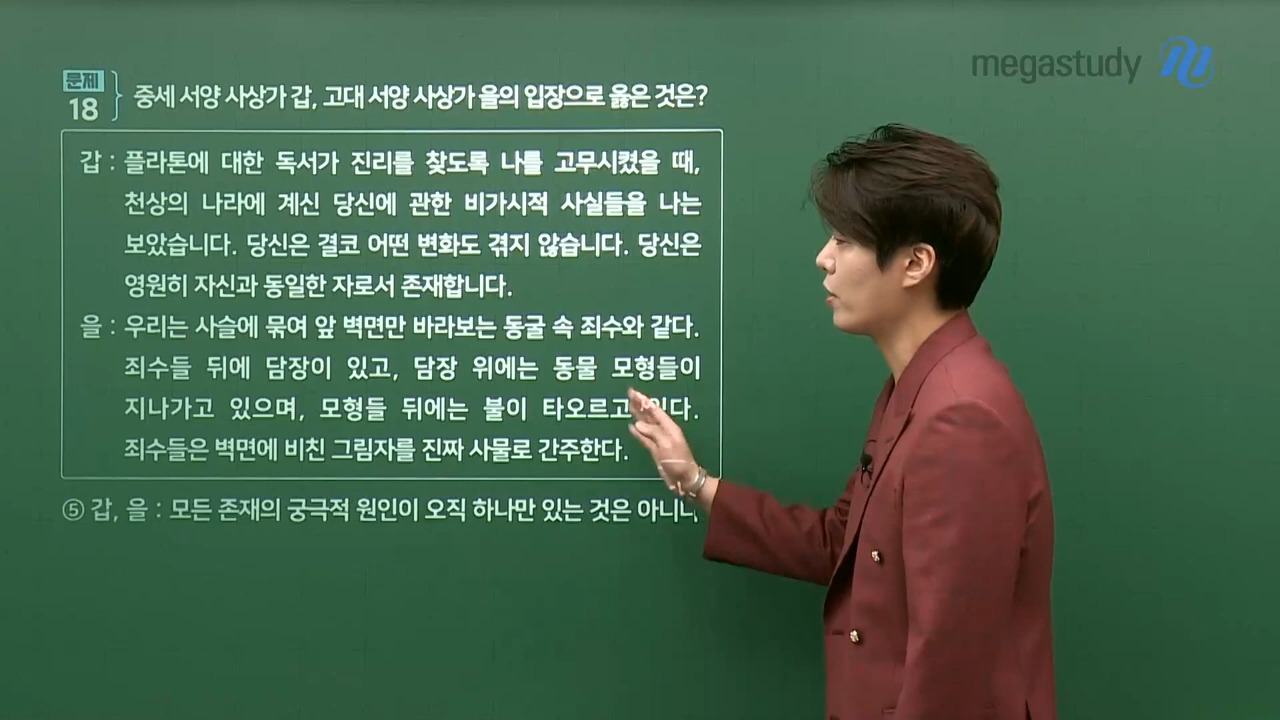 megastudy
문제
18
중세 서양 사상가 갑, 고대 서양 사상가 을의 입장으로 옳은 것은?
갑 : 플라톤에 대한 독서가 진리를 찾도록 나를 고무시켰을 때,
천상의 나라에 계신 당신에 관한 비가시적 사실들을 나는
보았습니다. 당신은 결코 어떤 변화도 겪지 않습니다. 당신은
영원히 자신과 동일한 자로서 존재합니다.
을 : 우리는 사슬에 묶여 앞 벽면만 바라보는 동굴 속 죄수와 같다.
죄수들 뒤에 담장이 있고, 담장 위에는 동물 모형들이
지나가고 있으며, 모형들 뒤에는 불이 타오르고
죄수들은 벽면에 비친 그림자를 진짜 사물로 간주한다.
⑤ 갑, 을 : 모든 존재의 궁극적 원인이 오직 하나만 있는 것은